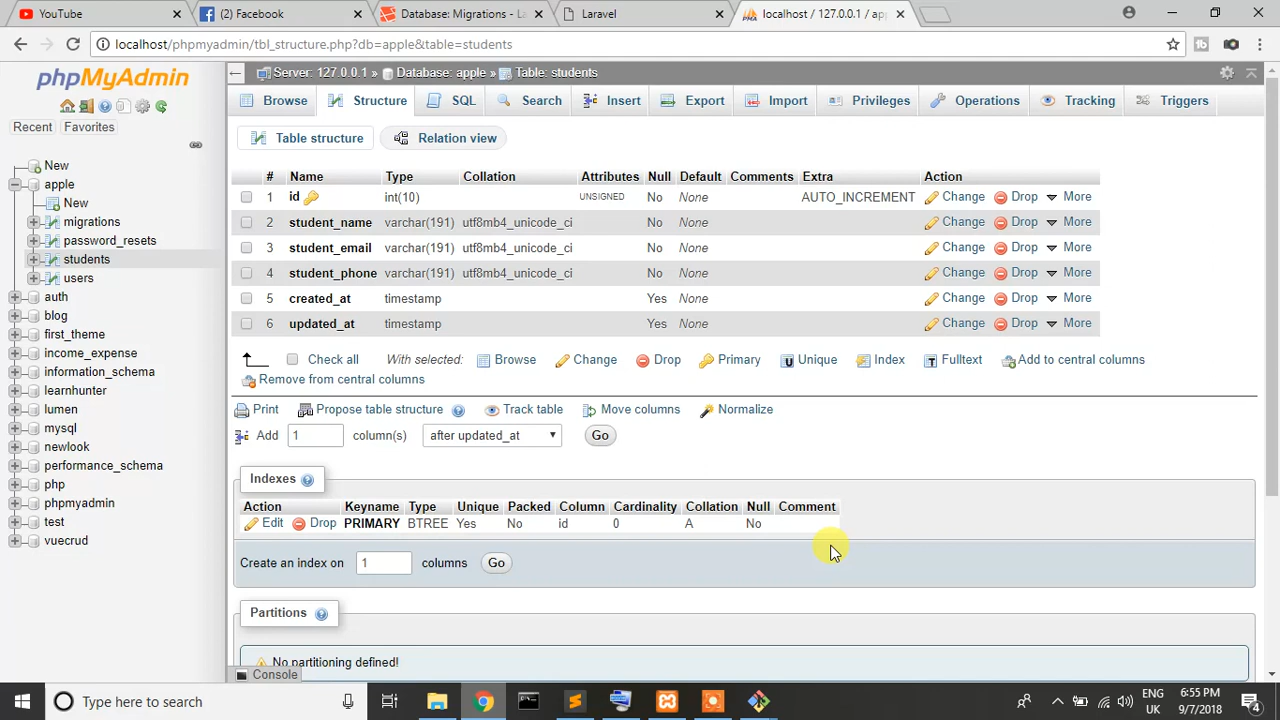 YouTube
(2) Facebook
Database: Migrations - La
Laravel
localhost / 127.0.0.1 / app
localhost/phpmyadmin/tbl_structure.php?db=apple&table=students
phpMyAdmin
Recent Favorites
New
apple
New
migrations
password_resets
students
users
auth
blog
first_theme
income_expense
information_schema
learnhunter
lumen
mysql
newlook
performance_schema
php
phpmyadmin
test
vuecrud
Server: 127.0.0.1 » Database: apple » Table: students
Browse Structure SQL Search Insert Export Import Privileges Operations Tracking Triggers
Table structure Relation view
# Name Type Collation Attributes Null Default Comments Extra Action
1 id int(10) UNSIGNED No None AUTO_INCREMENT Change Drop More
2 student_name varchar(191) utf8mb4_unicode_ci No None Change Drop More
3 student_email varchar(191) utf8mb4_unicode_ci No None Change Drop More
4 student_phone varchar(191) utf8mb4_unicode_ci No None Change Drop More
5 created_at timestamp Yes None Change Drop More
6 updated_at timestamp Yes None Change Drop More
Check all With selected: Browse Change Drop Primary Unique Index Fulltext Add to central columns
Remove from central columns
Print Propose table structure Track table Move columns Normalize
Add 1 column(s) after updated_at Go
Indexes
Action Keyname Type Unique Packed Column Cardinality Collation Null Comment
Edit Drop PRIMARY BTREE Yes No id 0 A No
Create an index on 1 columns Go
Partitions
No partitioning defined!
Console
Type here to search
ENG
UK
6:55 PM
9/7/2018
4